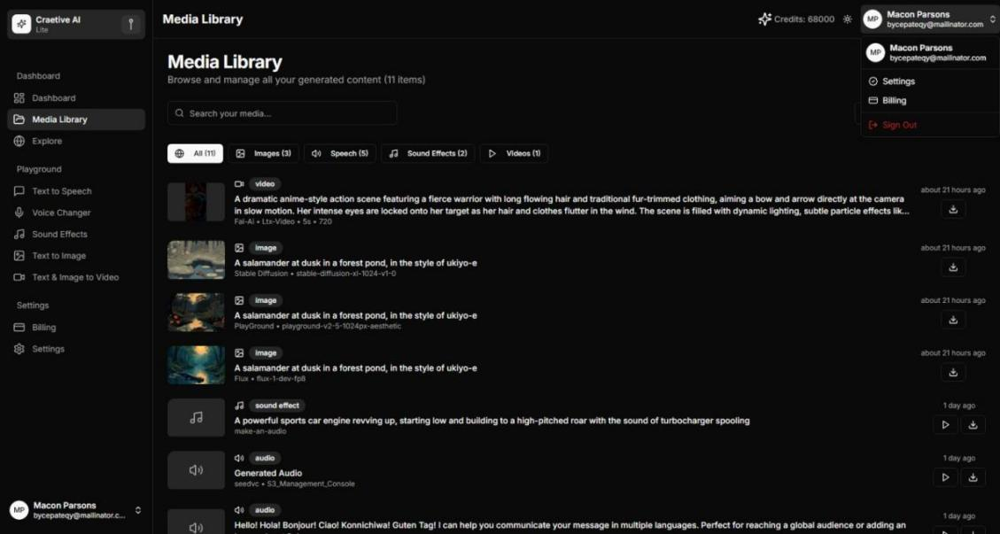 Craetive AI
Lite
Dashboard
Dashboard
Media Library
Explore
Playground
Text to Speech
Voice Changer
Sound Effects
Text to Image
Text & Image to Video
Settings
Billing
Settings
MP
Macon Parsons
bycepateqy@mailinator.c...
Media Library
Credits: 68000
MP
Macon Parsons
bycepateqy@mailinator.com
MP
Macon Parsons
bycepateqy@mailinator.com
Settings
Billing
Sign Out
Media Library
Browse and manage all your generated content (11 items)
Search your media...
All (11)
Images (3)
Speech (5)
Sound Effects (2)
Videos (1)
video
about 21 hours ago
A dramatic anime-style action scene featuring a fierce warrior with long flowing hair and traditional fur-trimmed clothing, aiming a bow and arrow directly at the camera
in slow motion. Her intense eyes are locked onto her target as her hair and clothes flutter in the wind. The scene is filled with dynamic lighting, subtle particle effects lik...
Fal-AI • Ltx-Video • 5s • 720
image
about 21 hours ago
A salamander at dusk in a forest pond, in the style of ukiyo-e
Stable Diffusion • stable-diffusion-xl-1024-v1-0
image
about 21 hours ago
A salamander at dusk in a forest pond, in the style of ukiyo-e
PlayGround • playground-v2-5-1024px-aesthetic
image
about 21 hours ago
A salamander at dusk in a forest pond, in the style of ukiyo-e
Flux • flux-1-dev-fp8
sound effect
1 day ago
A powerful sports car engine revving up, starting low and building to a high-pitched roar with the sound of turbocharger spooling
make-an-audio
audio
1 day ago
Generated Audio
seedvc • S3_Management_Console
audio
1 day ago
Hello! Hola! Bonjour! Ciao! Konnichiwa! Guten Tag! I can help you communicate your message in multiple languages. Perfect for reaching a global audience or adding an